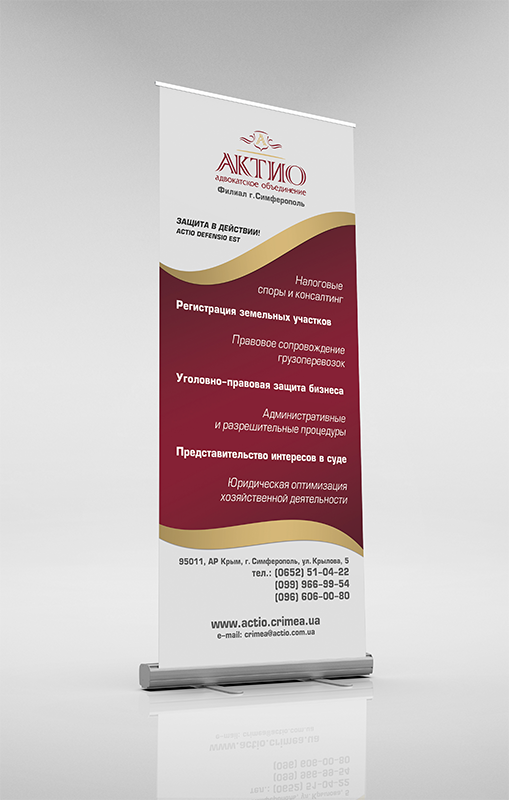 А
АКТИО
адвокатское объединение
Филиал г.Симферополь
ЗАЩИТА В ДЕЙСТВИИ!
ACTIO DEFENSIO EST
Налоговые
споры и консалтинг
Регистрация земельных участков
Правовое сопровождение
грузоперевозок
Уголовно-правовая защита бизнеса
Административные
и разрешительные процедуры
Представительство интересов в суде
Юридическая оптимизация
хозяйственной деятельности
95011, АР Крым, г. Симферополь, ул. Крылова, 5
тел.: (0652) 51-04-22
(099) 966-99-54
(096) 606-00-80
www.actio.crimea.ua
e-mail: crimea@actio.com.ua